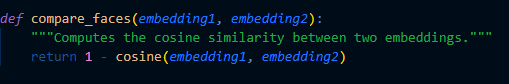 def compare_faces(embedding1, embedding2):
    """Computes the cosine similarity between two embeddings."""
    return 1 - cosine(embedding1, embedding2)